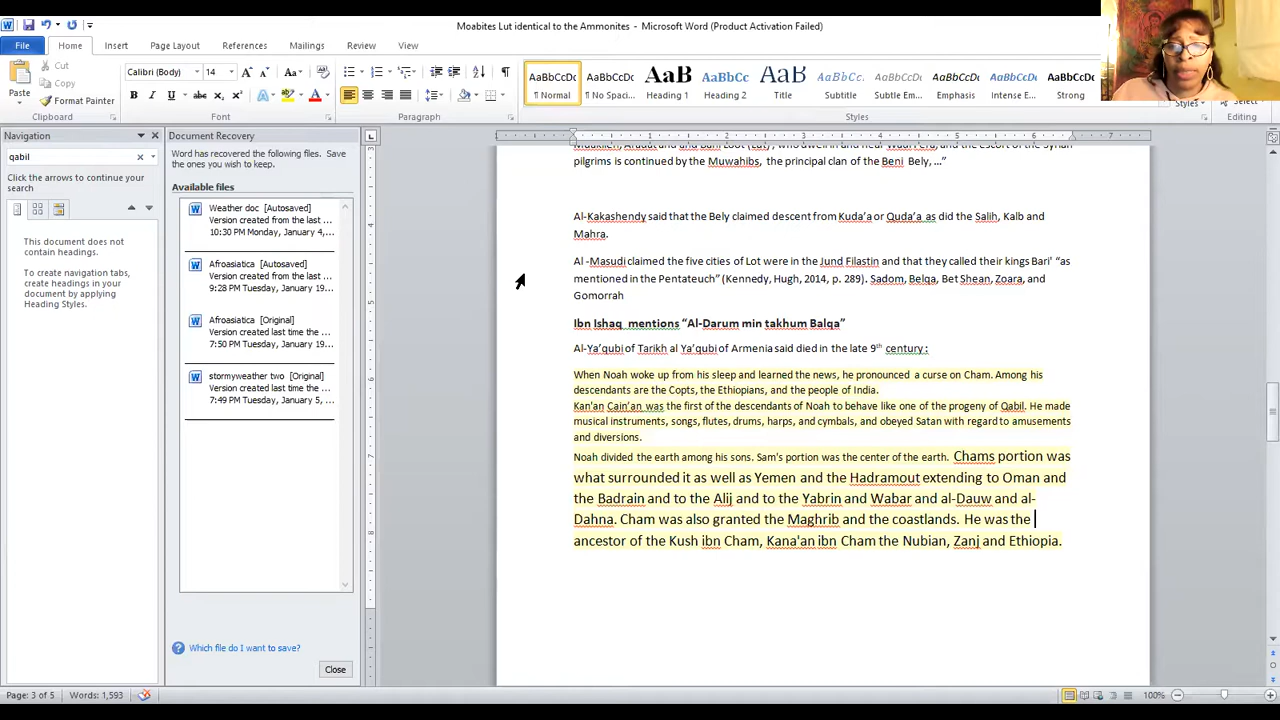 Moabites Lut identical to the Ammonites - Microsoft Word (Product Activation Failed)
File Home Insert Page Layout References Mailings Review View
Cut
Copy
Paste Format Painter
Clipboard
Calibri (Body) 14
Font
Paragraph
AaBbCcDc AaBbCcDc AaB AaBbCc AaB AaBbCcDc AaBbCcDc AaBbCcDc AaBbCcDc AaBbCcDc
¶ Normal ¶ No Spaci... Heading 1 Heading 2 Title Subtitle Subtle Em... Emphasis Intense E... Strong
Styles
Styles
Select
Editing
Navigation
qabil
Click the arrows to continue your
search
This document does not
contain headings.
To create navigation tabs,
create headings in your
document by applying
Heading Styles.
Document Recovery
Word has recovered the following files. Save
the ones you wish to keep.
Available files
Weather doc [Autosaved]
Version created from the last ...
10:30 PM Monday, January 4,...
Afroasiatica [Autosaved]
Version created from the last ...
9:28 PM Tuesday, January 19...
Afroasiatica [Original]
Version created last time the ...
7:50 PM Tuesday, January 19...
stormyweather two [Original]
Version created last time the ...
7:49 PM Tuesday, January 5, ...
Which file do I want to save?
Close
pilgrims is continued by the Muwahibs, the principal clan of the Beni Bely, ...”
Al-Kakashendy said that the Bely claimed descent from Kuda’a or Quda’a as did the Salih, Kalb and
Mahra.
Al -Masudi claimed the five cities of Lot were in the Jund Filastin and that they called their kings Bari' “as
mentioned in the Pentateuch” (Kennedy, Hugh, 2014, p. 289). Sadom, Belqa, Bet Shean, Zoara, and
Gomorrah
Ibn Ishaq mentions “Al-Darum min takhum Balqa”
Al-Ya’qubi of Tarikh al Ya’qubi of Armenia said died in the late 9th century :
When Noah woke up from his sleep and learned the news, he pronounced a curse on Cham. Among his
descendants are the Copts, the Ethiopians, and the people of India.
Kan'an Cain’an was the first of the descendants of Noah to behave like one of the progeny of Qabil. He made
musical instruments, songs, flutes, drums, harps, and cymbals, and obeyed Satan with regard to amusements
and diversions.
Noah divided the earth among his sons. Sam's portion was the center of the earth. Chams portion was
what surrounded it as well as Yemen and the Hadramout extending to Oman and
the Badrain and to the Alij and to the Yabrin and Wabar and al-Dauw and al-
Dahna. Cham was also granted the Maghrib and the coastlands. He was the
ancestor of the Kush ibn Cham, Kana'an ibn Cham the Nubian, Zanj and Ethiopia.
Page: 3 of 5 Words: 1,593 100%